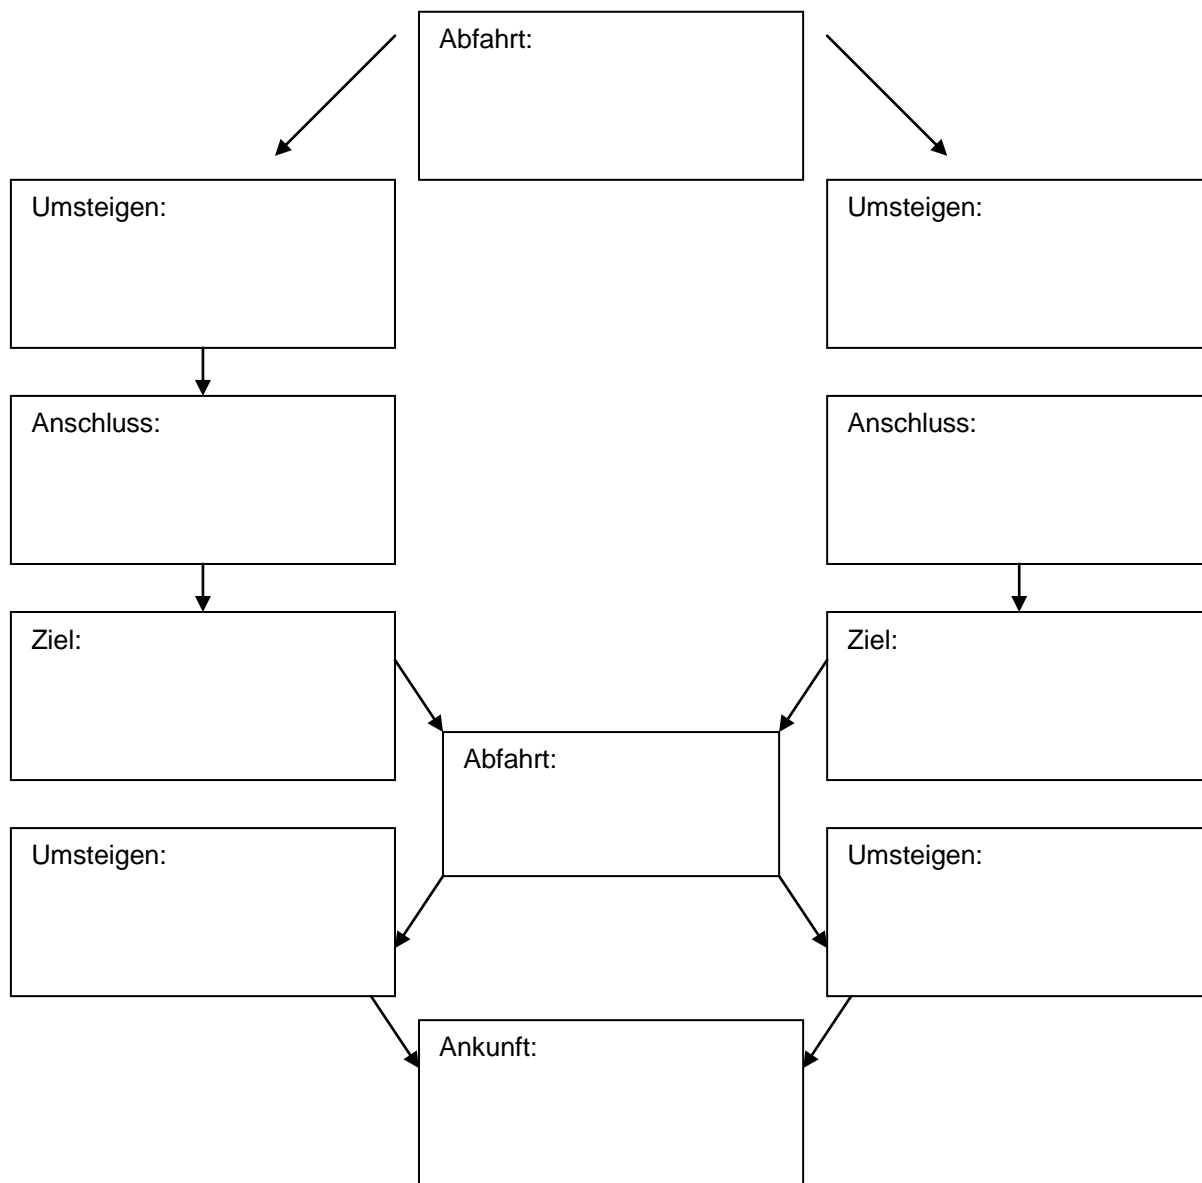 Abfahrt:
Umsteigen:
Umsteigen:
Anschluss:
Anschluss:
Ziel:
Ziel:
Abfahrt:
Umsteigen:
Umsteigen:
Ankunft: